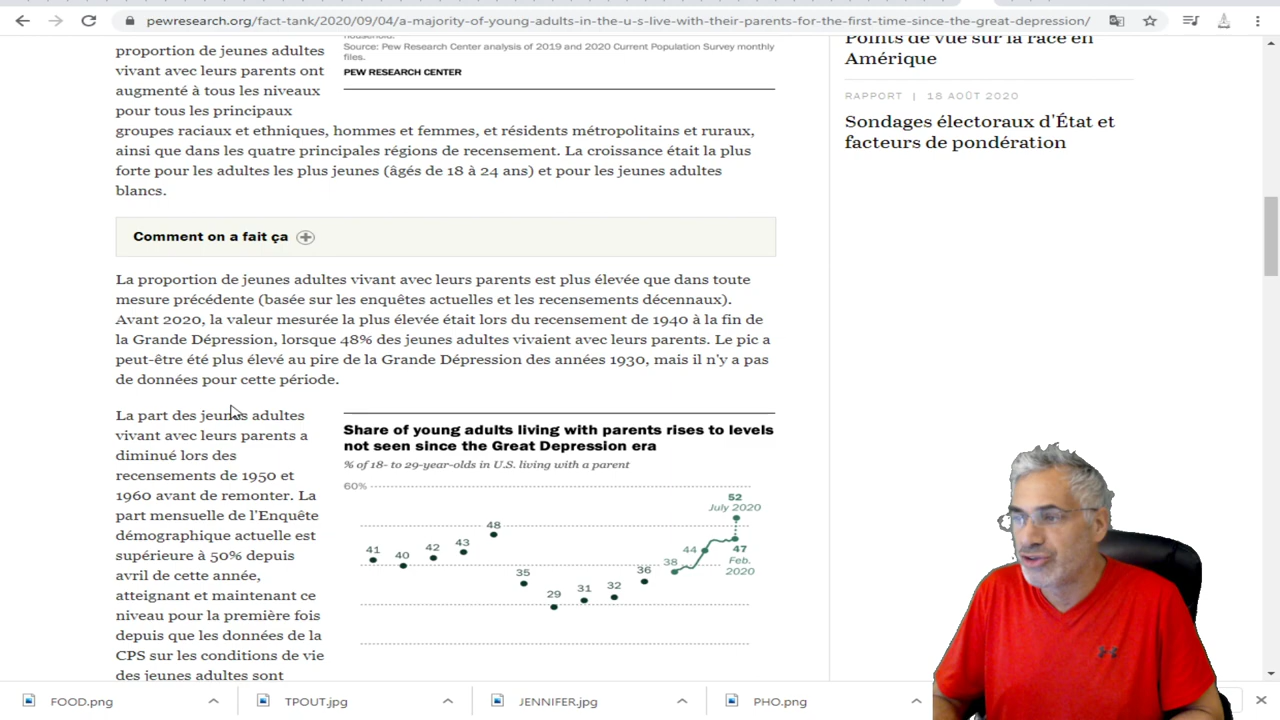 pewresearch.org/fact-tank/2020/09/04/a-majority-of-young-adults-in-the-u-s-live-with-their-parents-for-the-first-time-since-the-great-depression/
proportion de jeunes adultes
vivant avec leurs parents ont
augmenté à tous les niveaux
pour tous les principaux
groupes raciaux et ethniques, hommes et femmes, et résidents métropolitains et ruraux,
ainsi que dans les quatre principales régions de recensement. La croissance était la plus
forte pour les adultes les plus jeunes (âgés de 18 à 24 ans) et pour les jeunes adultes
blancs.
household.
Source: Pew Research Center analysis of 2019 and 2020 Current Population Survey monthly
files.
PEW RESEARCH CENTER
Points de vue sur la race en
Amérique
RAPPORT | 18 AOÛT 2020
Sondages électoraux d'État et
facteurs de pondération
Comment on a fait ça
La proportion de jeunes adultes vivant avec leurs parents est plus élevée que dans toute
mesure précédente (basée sur les enquêtes actuelles et les recensements décennaux).
Avant 2020, la valeur mesurée la plus élevée était lors du recensement de 1940 à la fin de
la Grande Dépression, lorsque 48% des jeunes adultes vivaient avec leurs parents. Le pic a
peut-être été plus élevé au pire de la Grande Dépression des années 1930, mais il n'y a pas
de données pour cette période.
La part des jeunes adultes
vivant avec leurs parents a
diminué lors des
recensements de 1950 et
1960 avant de remonter. La
part mensuelle de l'Enquête
démographique actuelle est
supérieure à 50% depuis
avril de cette année,
atteignant et maintenant ce
niveau pour la première fois
depuis que les données de la
CPS sur les conditions de vie
des jeunes adultes sont
Share of young adults living with parents rises to levels
not seen since the Great Depression era
% of 18- to 29-year-olds in U.S. living with a parent
60%
52
July 2020
41
40
42
43
48
35
29
31
32
36
38
44
47
Feb.
2020
FOOD.png
TPOUT.jpg
JENNIFER.jpg
PHO.png